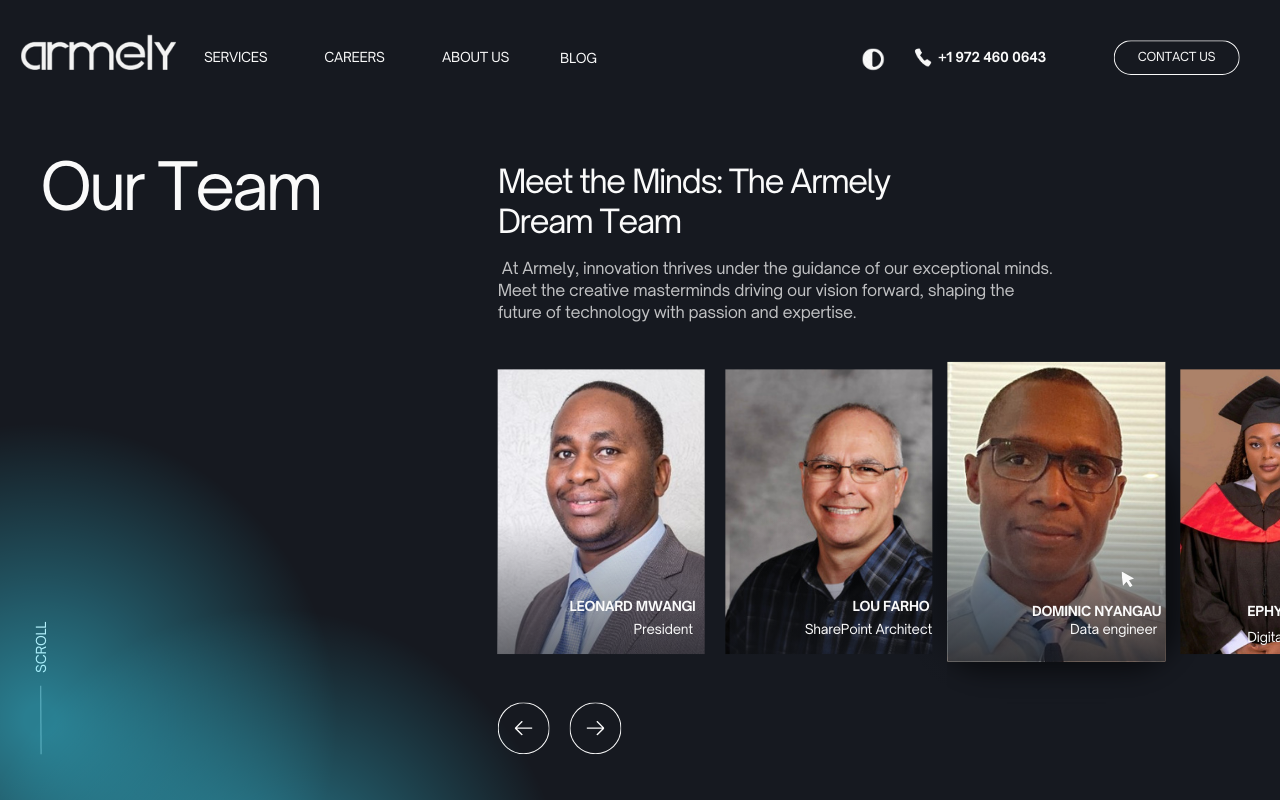 armely
SERVICES
CAREERS
ABOUT US
BLOG
+1 972 460 0643
CONTACT US
Our Team
Meet the Minds: The Armely
Dream Team
At Armely, innovation thrives under the guidance of our exceptional minds.
Meet the creative masterminds driving our vision forward, shaping the
future of technology with passion and expertise.
LEONARD MWANGI
President
LOU FARHO
SharePoint Architect
DOMINIC NYANGAU
Data engineer
EPHY
Digita
SCROLL